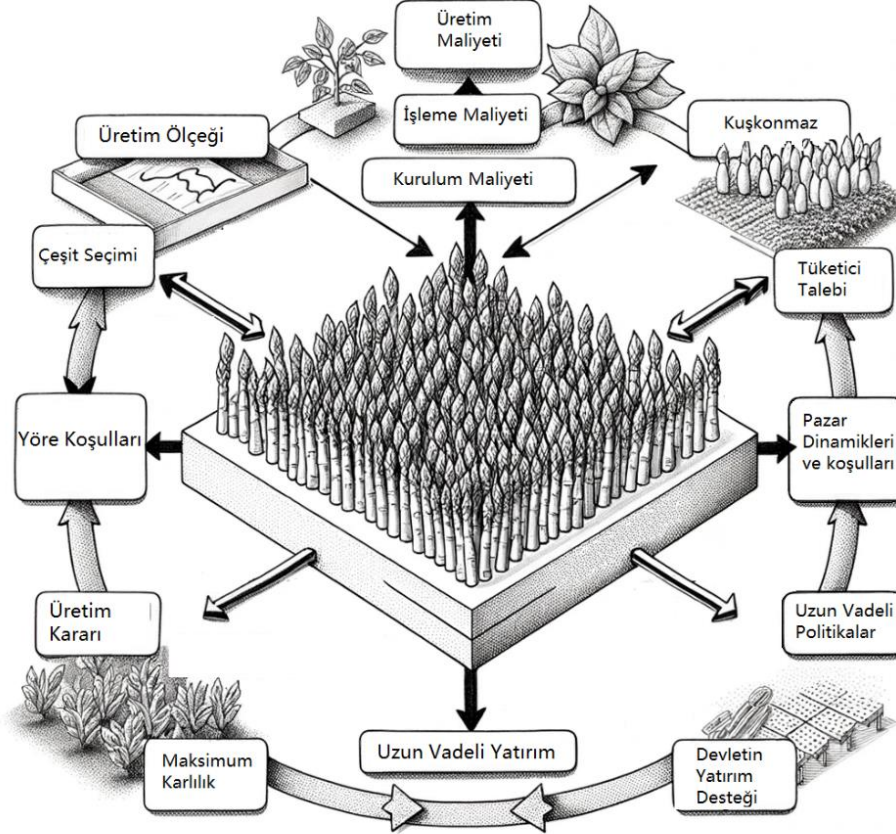 Üretim
Maliyeti
İşleme Maliyeti
Üretim Ölçeği
Kuşkonmaz
Kurulum Maliyeti
Çeşit Seçimi
Tüketici
Talebi
Yöre Koşulları
Pazar
Dinamikleri
ve koşulları
Üretim
Kararı
Uzun Vadeli
Politikalar
Maksimum
Karlılık
Uzun Vadeli Yatırım
Devletin
Yatırım
Desteği